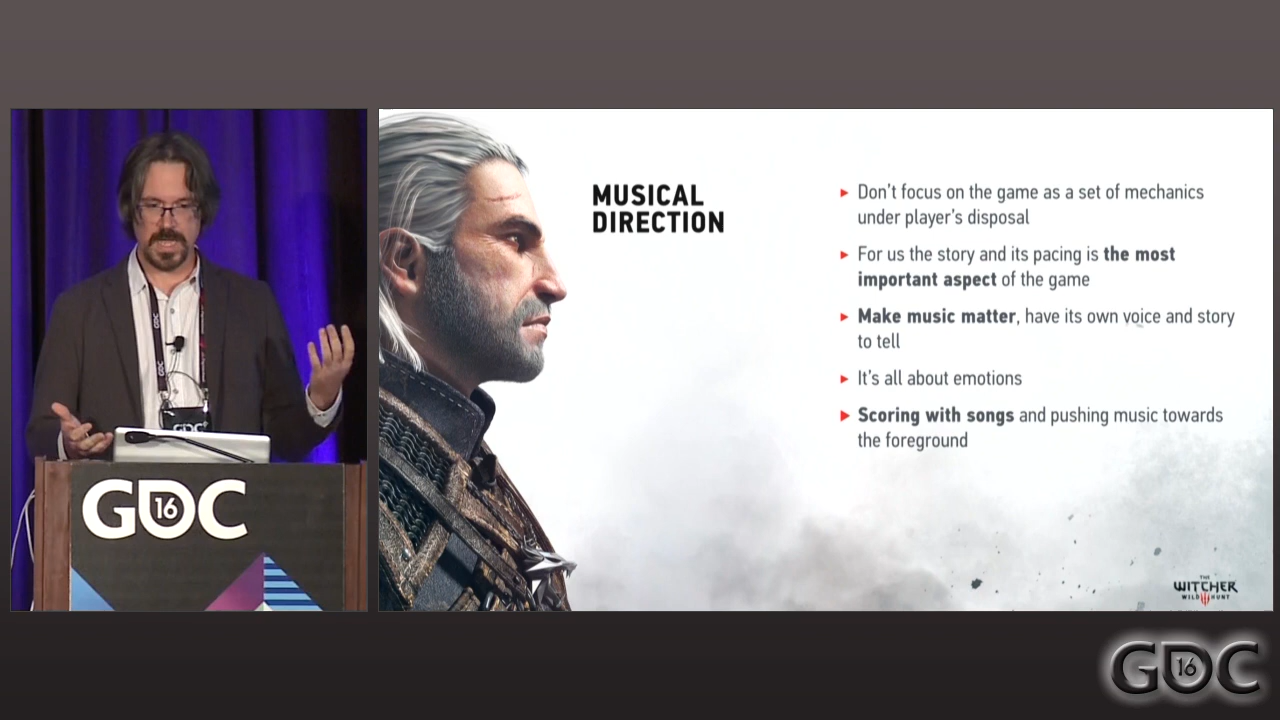 MUSICAL
DIRECTION
Don't focus on the game as a set of mechanics
under player's disposal
For us the story and its pacing is the most
important aspect of the game
Make music matter, have its own voice and story
to tell
It's all about emotions
Scoring with songs and pushing music towards
the foreground
THE
WITCHER
WILD HUNT
GDC
GDC
GDC 16
GDC 16